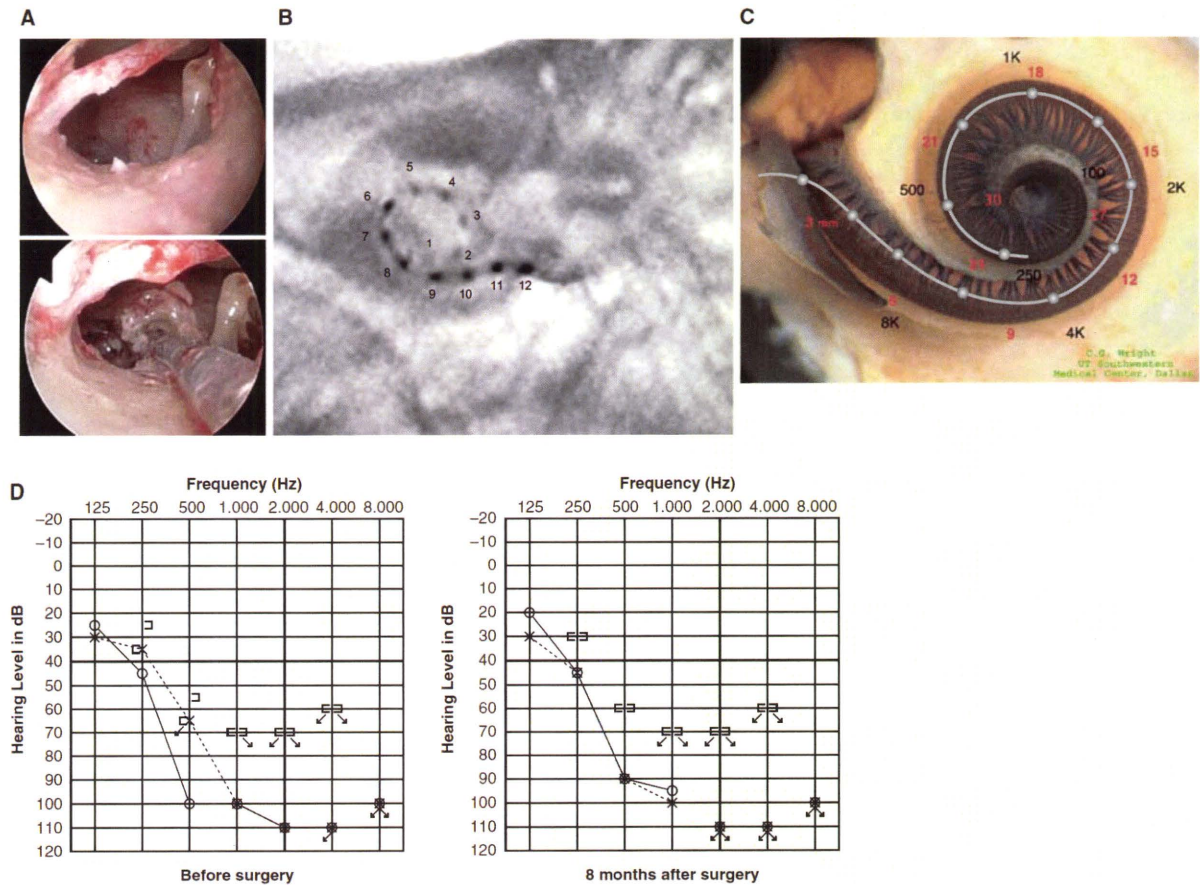 A
B
C
5
4
6
3
7
1
2
8
9
10
11
12
1K
18
21
15
100
500
2K
30
27
3 mm
12
250
6
8K
9
4K
C.G. Wright
UT Southwestern
Medical Center, Dallas
D
Frequency (Hz)
125 250 500 1.000 2.000 4.000 8.000
Hearing Level in dB
−20
−10
0
10
20
30
40
50
60
70
80
90
100
110
120
Before surgery
Frequency (Hz)
125 250 500 1.000 2.000 4.000 8.000
Hearing Level in dB
−20
−10
0
10
20
30
40
50
60
70
80
90
100
110
120
8 months after surgery